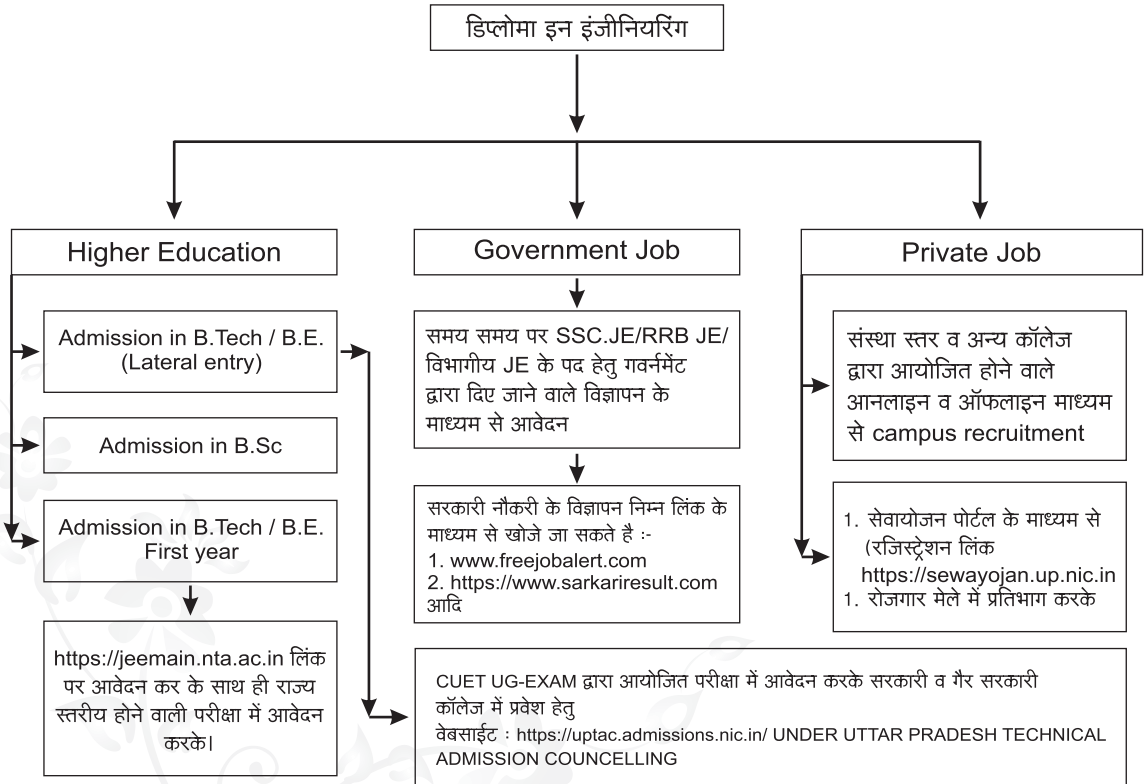 डिप्लोमा इन इंजीनियरिंग
Higher Education
Admission in B.Tech / B.E.
(Lateral entry)
Admission in B.Sc
Admission in B.Tech / B.E.
First year
https://jeemain.nta.ac.in लिंक
पर आवेदन कर के साथ ही राज्य
स्तरीय होने वाली परीक्षा में आवेदन
करके।
Government Job
समय समय पर SSC.JE/RRB JE/
विभागीय JE के पद हेतु गवर्नमेंट
द्वारा दिए जाने वाले विज्ञापन के
माध्यम से आवेदन
सरकारी नौकरी के विज्ञापन निम्न लिंक के
माध्यम से खोजे जा सकते है :-
1. www.freejobalert.com
2. https://www.sarkariresult.com
आदि
Private Job
संस्था स्तर व अन्य कॉलेज
द्वारा आयोजित होने वाले
आनलाइन व ऑफलाइन माध्यम
से campus recruitment
1. सेवायोजन पोर्टल के माध्यम से
(रजिस्ट्रेशन लिंक
https://sewayojan.up.nic.in
1. रोजगार मेले में प्रतिभाग करके
CUET UG-EXAM द्वारा आयोजित परीक्षा में आवेदन करके सरकारी व गैर सरकारी
कॉलेज में प्रवेश हेतु
वेबसाईट : https://uptac.admissions.nic.in/ UNDER UTTAR PRADESH TECHNICAL
ADMISSION COUNCELLING